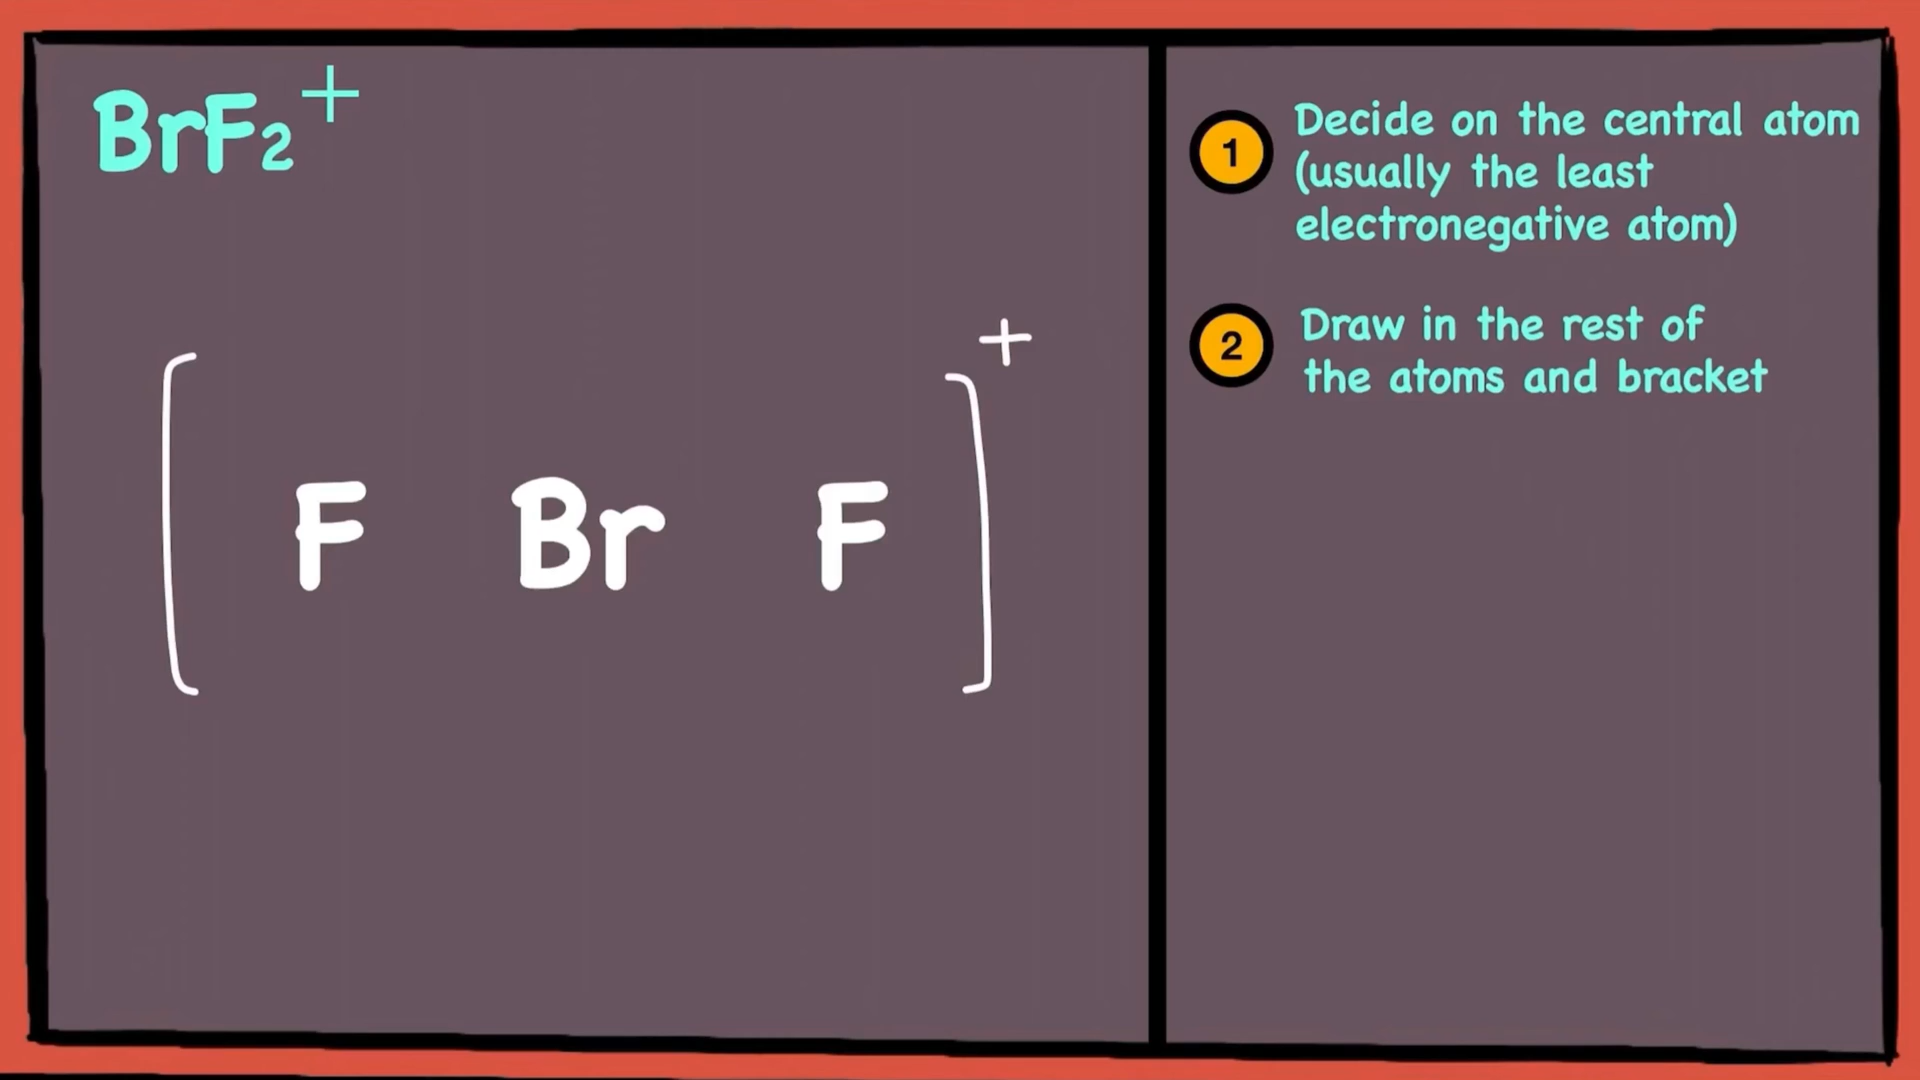 BrF₂⁺
[ F Br F ]⁺
1 Decide on the central atom
(usually the least
electronegative atom)
2 Draw in the rest of
the atoms and bracket